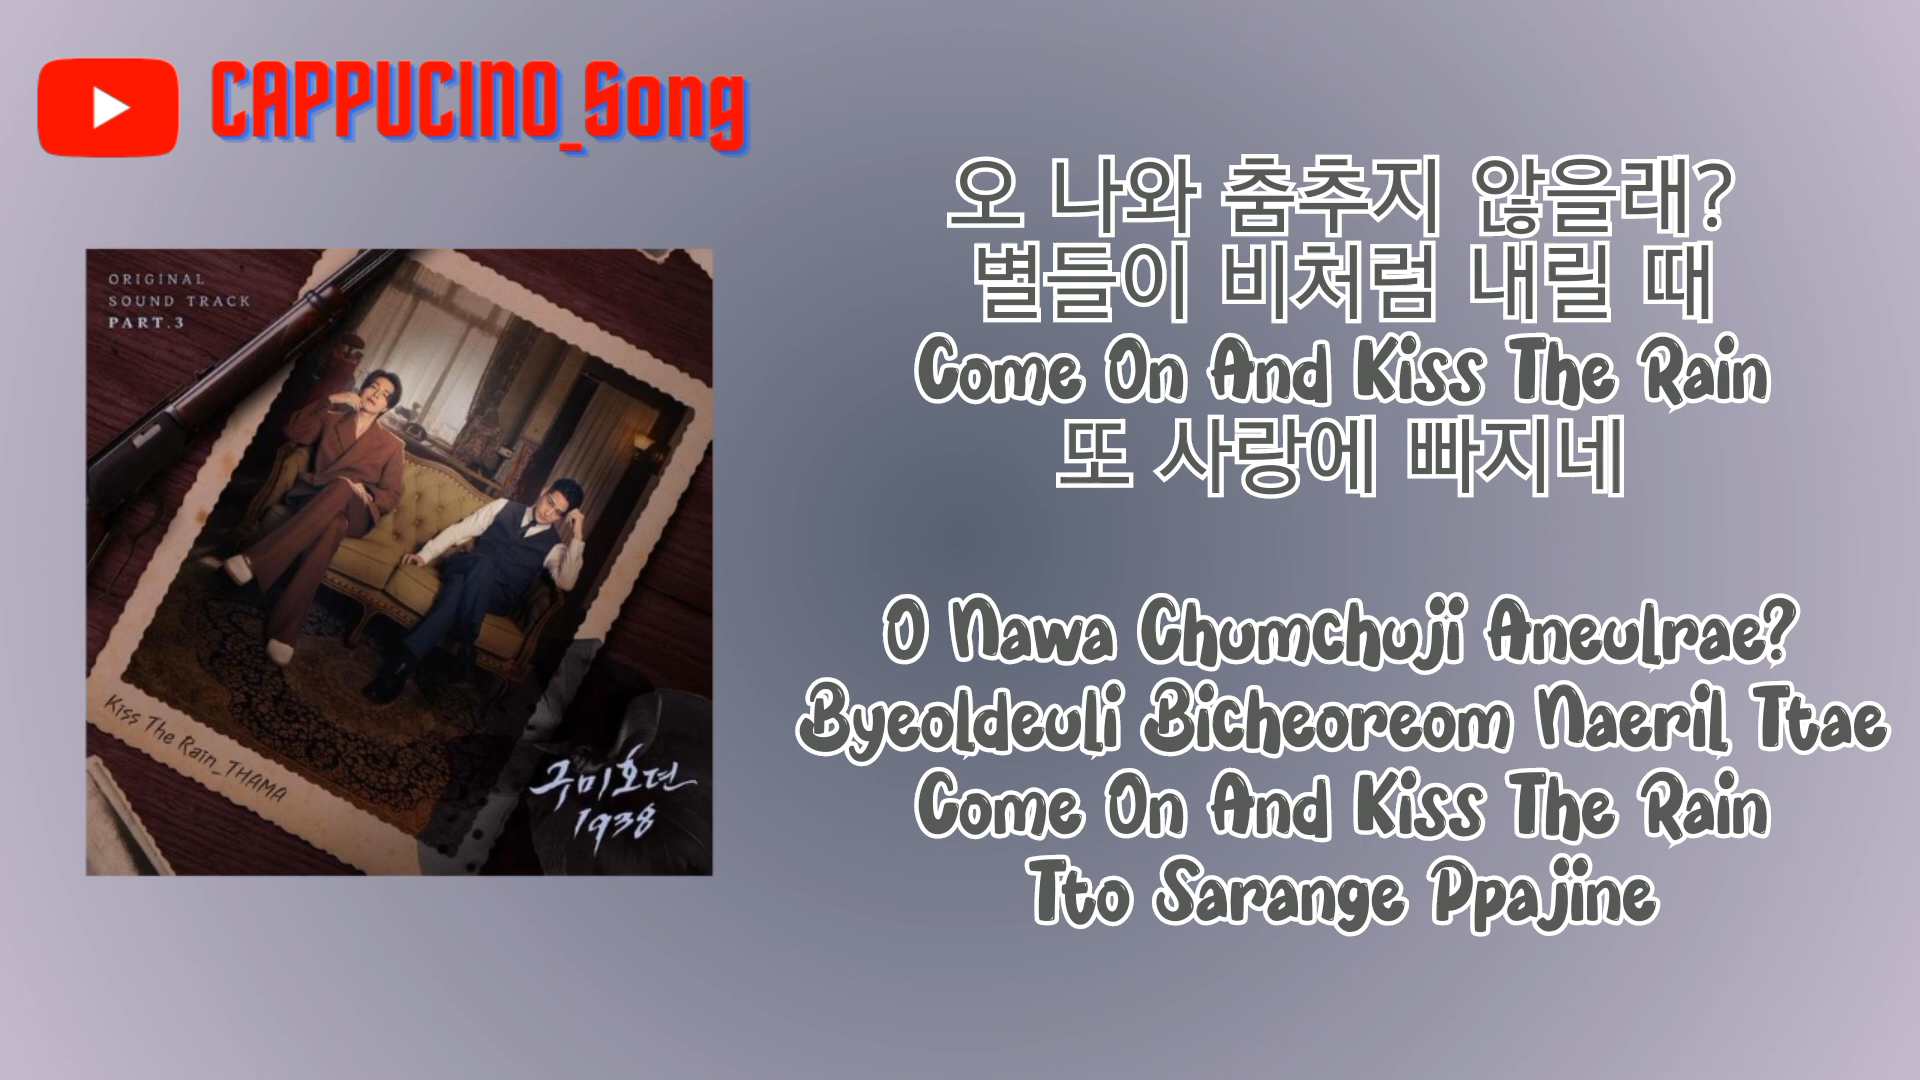 CAPPUCINO_Song
ORIGINAL
SOUND TRACK
PART.3
Kiss The Rain_THAMA
구미호뎐
1938
오 나와 춤추지 않을래?
별들이 비처럼 내릴 때
Come On And Kiss The Rain
또 사랑에 빠지네
O Nawa Chumchuji Aneulrae?
Byeoldeuli Bicheoreom Naeril Ttae
Come On And Kiss The Rain
Tto Sarange Ppajine